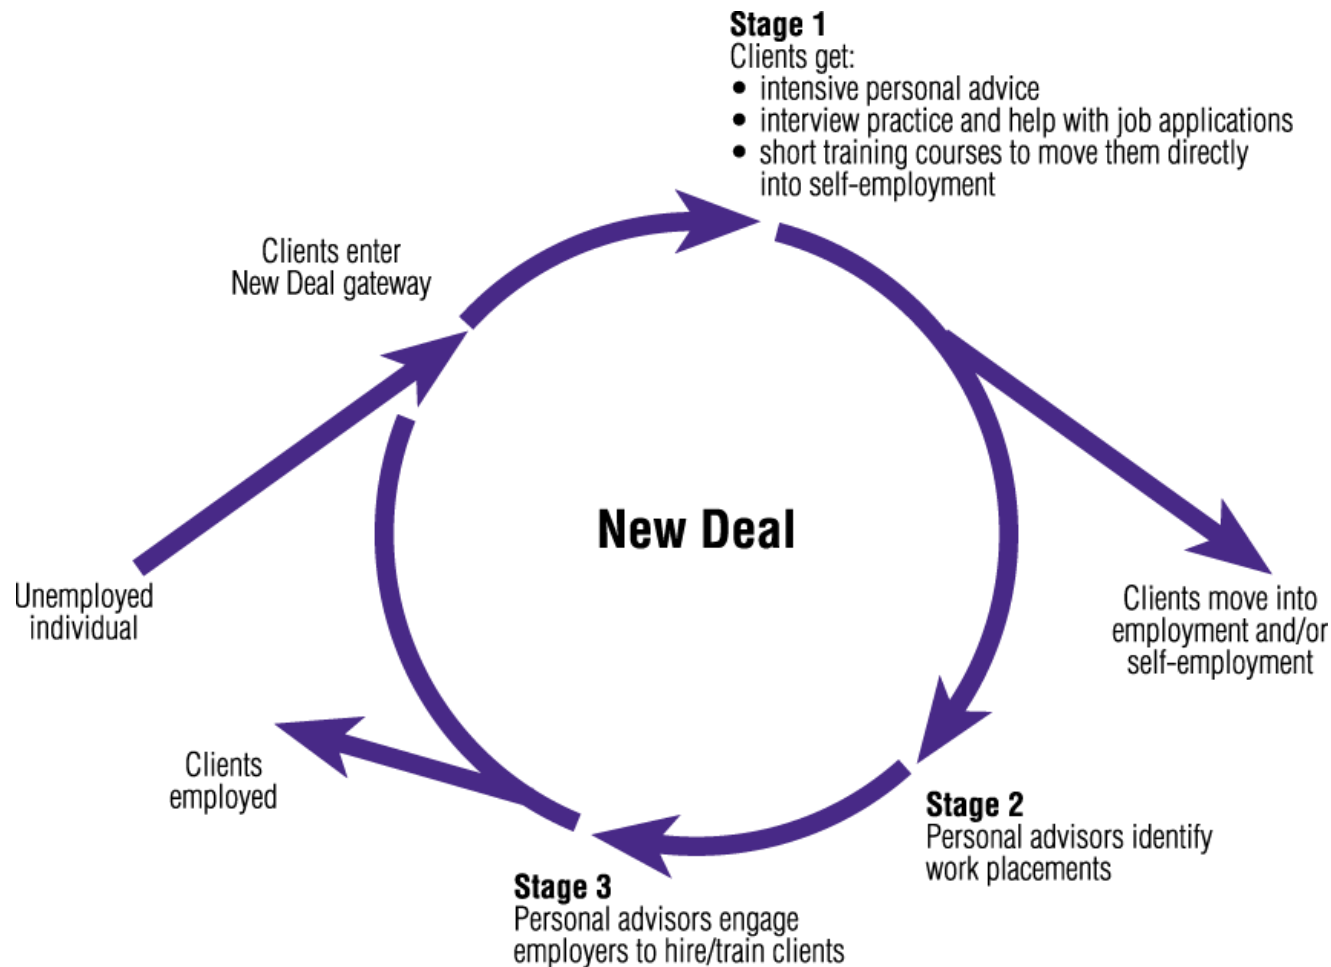 Stage 1
Clients get:
• intensive personal advice
• interview practice and help with job applications
• short training courses to move them directly
into self-employment
Clients enter
New Deal gateway
New Deal
Unemployed
individual
Clients move into
employment and/or
self-employment
Clients
employed
Stage 2
Personal advisors identify
work placements
Stage 3
Personal advisors engage
employers to hire/train clients